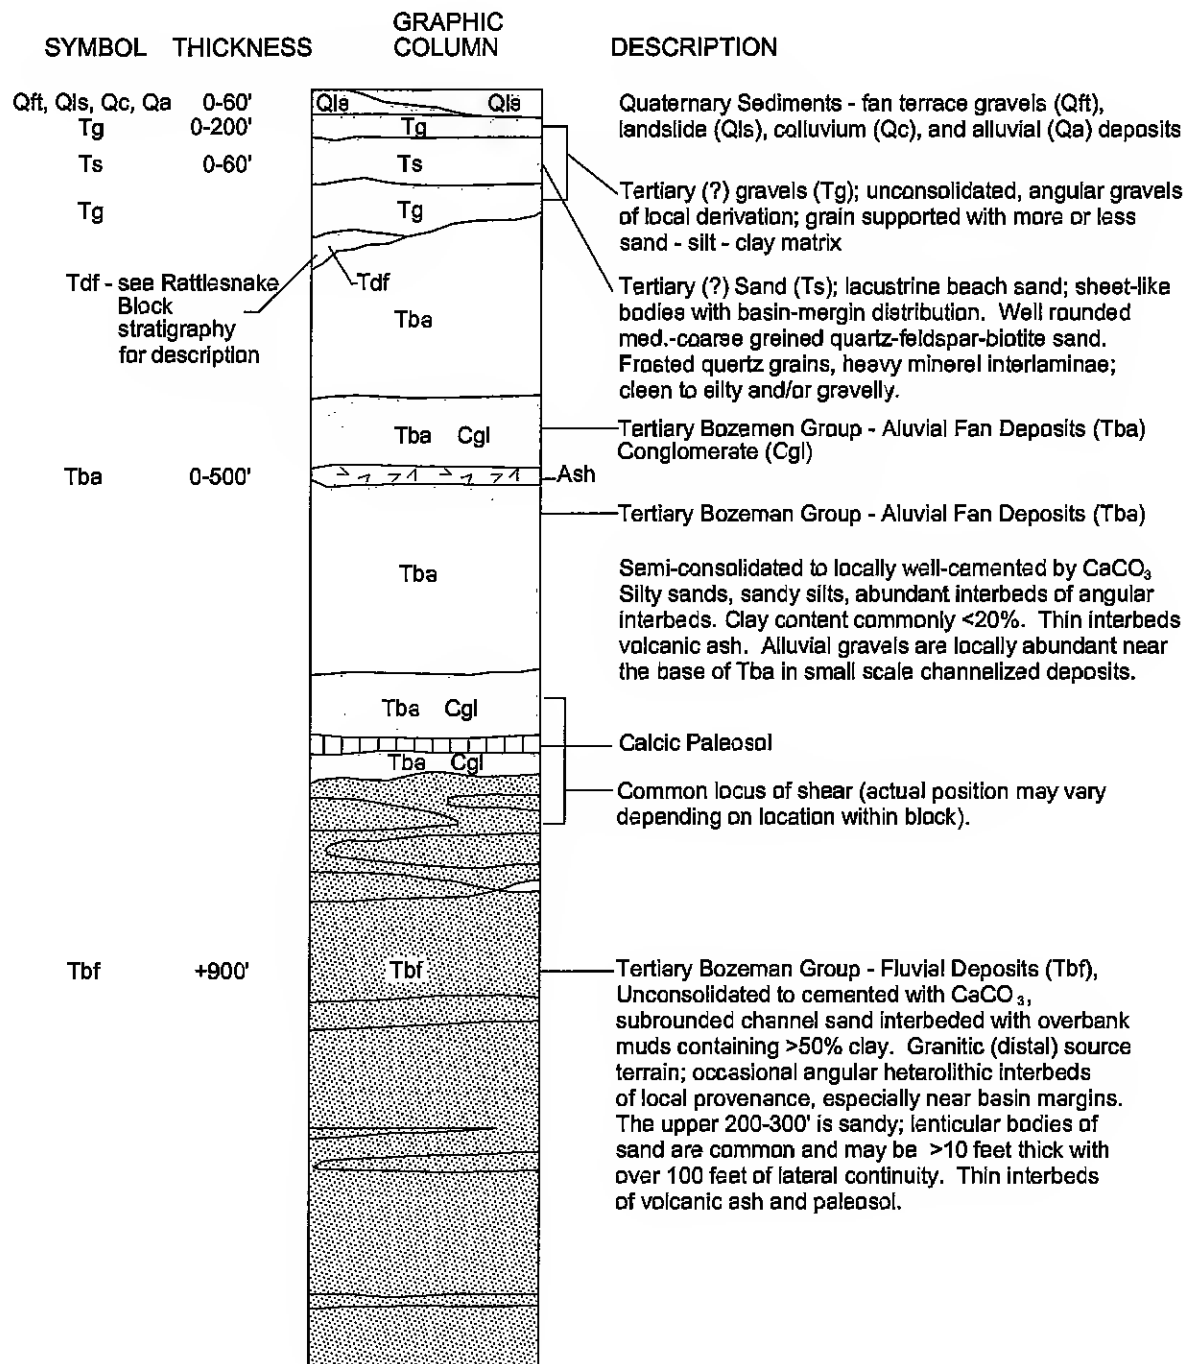 SYMBOL THICKNESS GRAPHIC COLUMN DESCRIPTION
Qft, Qls, Qc, Qa 0-60' Qls Qls
Quaternary Sediments - fan terrace gravels (Qft),
landslide (Qls), colluvium (Qc), and alluvial (Qa) deposits
Tg 0-200' Tg
Ts 0-60' Ts
Tg Tg
Tertiary (?) gravels (Tg); unconsolidated, angular gravels
of local derivation; grain supported with more or less
sand - silt - clay matrix
Tdf - see Rattlesnake
Block
stratigraphy
for description
Tdf
Tba
Tertiary (?) Sand (Ts); lacustrine beach sand; sheet-like
bodies with basin-margin distribution. Well rounded
med.-coarse greined quartz-feldspar-biotite sand.
Frosted quertz grains, heavy minerel interlaminae;
cleen to eilty and/or gravelly.
Tba Cgl
Tertiary Bozemen Group - Aluvial Fan Deposits (Tba)
Conglomerate (Cgl)
Tba 0-500'
Ash
Tertiary Bozeman Group - Aluvial Fan Deposits (Tba)
Tba
Semi-consolidated to locally well-cemented by CaCO₃
Silty sands, sandy silts, abundant interbeds of angular
interbeds. Clay content commonly <20%. Thin interbeds
volcanic ash. Alluvial gravels are locally abundant near
the base of Tba in small scale channelized deposits.
Tba Cgl
Calcic Paleosol
Tba Cgl
Common locus of shear (actual position may vary
depending on location within block).
Tbf +900' Tbf
Tertiary Bozeman Group - Fluvial Deposits (Tbf),
Unconsolidated to cemented with CaCO₃,
subrounded channel sand interbeded with overbank
muds containing >50% clay. Granitic (distal) source
terrain; occasional angular heterolithic interbeds
of local provenance, especially near basin margins.
The upper 200-300' is sandy; lenticular bodies of
sand are common and may be >10 feet thick with
over 100 feet of lateral continuity. Thin interbeds
of volcanic ash and paleosol.